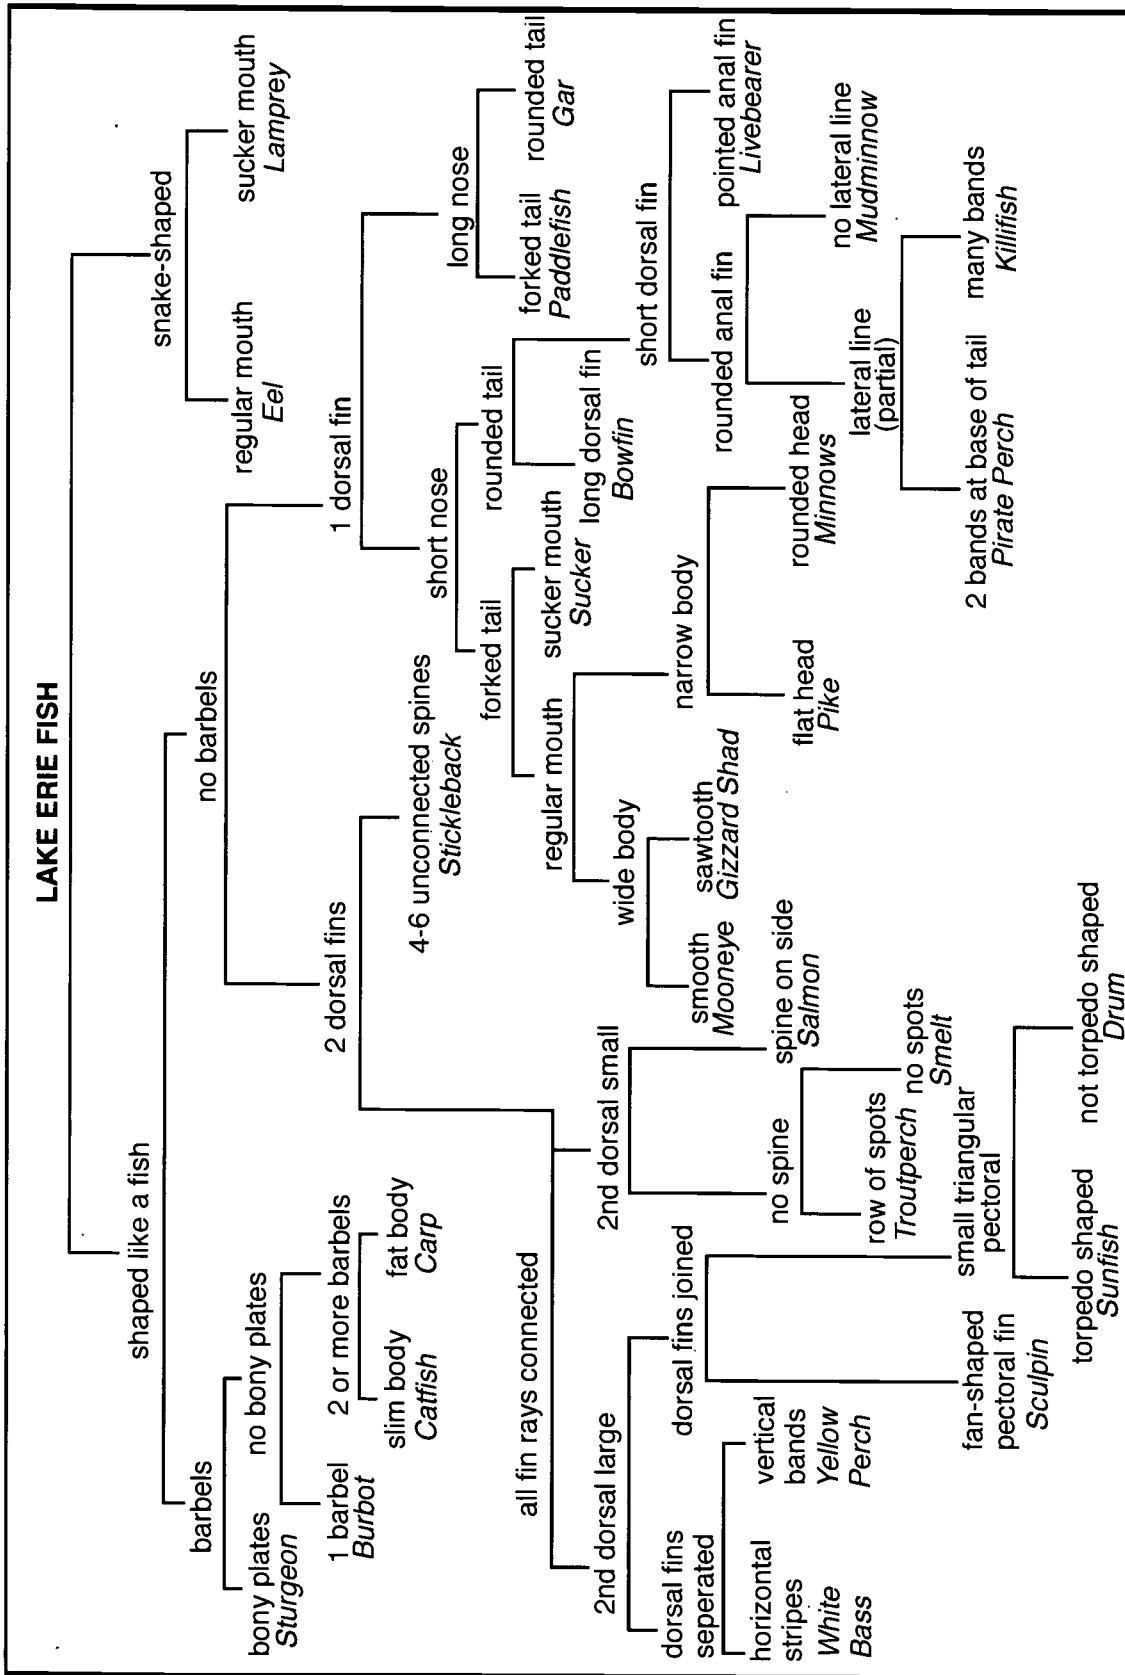 LAKE ERIE FISH
shaped like a fish
snake-shaped
barbels
no barbels
regular mouth
Eel
sucker mouth
Lamprey
bony plates
Sturgeon
no bony plates
2 dorsal fins
1 dorsal fin
1 barbel
Burbot
2 or more barbels
slim body
Catfish
fat body
Carp
4-6 unconnected spines
Stickleback
short nose
long nose
forked tail
rounded tail
forked tail
Paddlefish
rounded tail
Gar
all fin rays connected
regular mouth
sucker mouth
Sucker
long dorsal fin
Bowfin
short dorsal fin
2nd dorsal large
2nd dorsal small
wide body
narrow body
rounded anal fin
pointed anal fin
Livebearer
dorsal fins
seperated
dorsal fins joined
smooth
Mooneye
sawtooth
Gizzard Shad
horizontal
stripes
White
Bass
vertical
bands
Yellow
Perch
no spine
spine on side
Salmon
flat head
Pike
rounded head
Minnows
lateral line
(partial)
no lateral line
Mudminnow
row of spots
Troutperch
no spots
Smelt
fan-shaped
pectoral fin
Sculpin
small triangular
pectoral
2 bands at base of tail
Pirate Perch
many bands
Killifish
torpedo shaped
Sunfish
not torpedo shaped
Drum